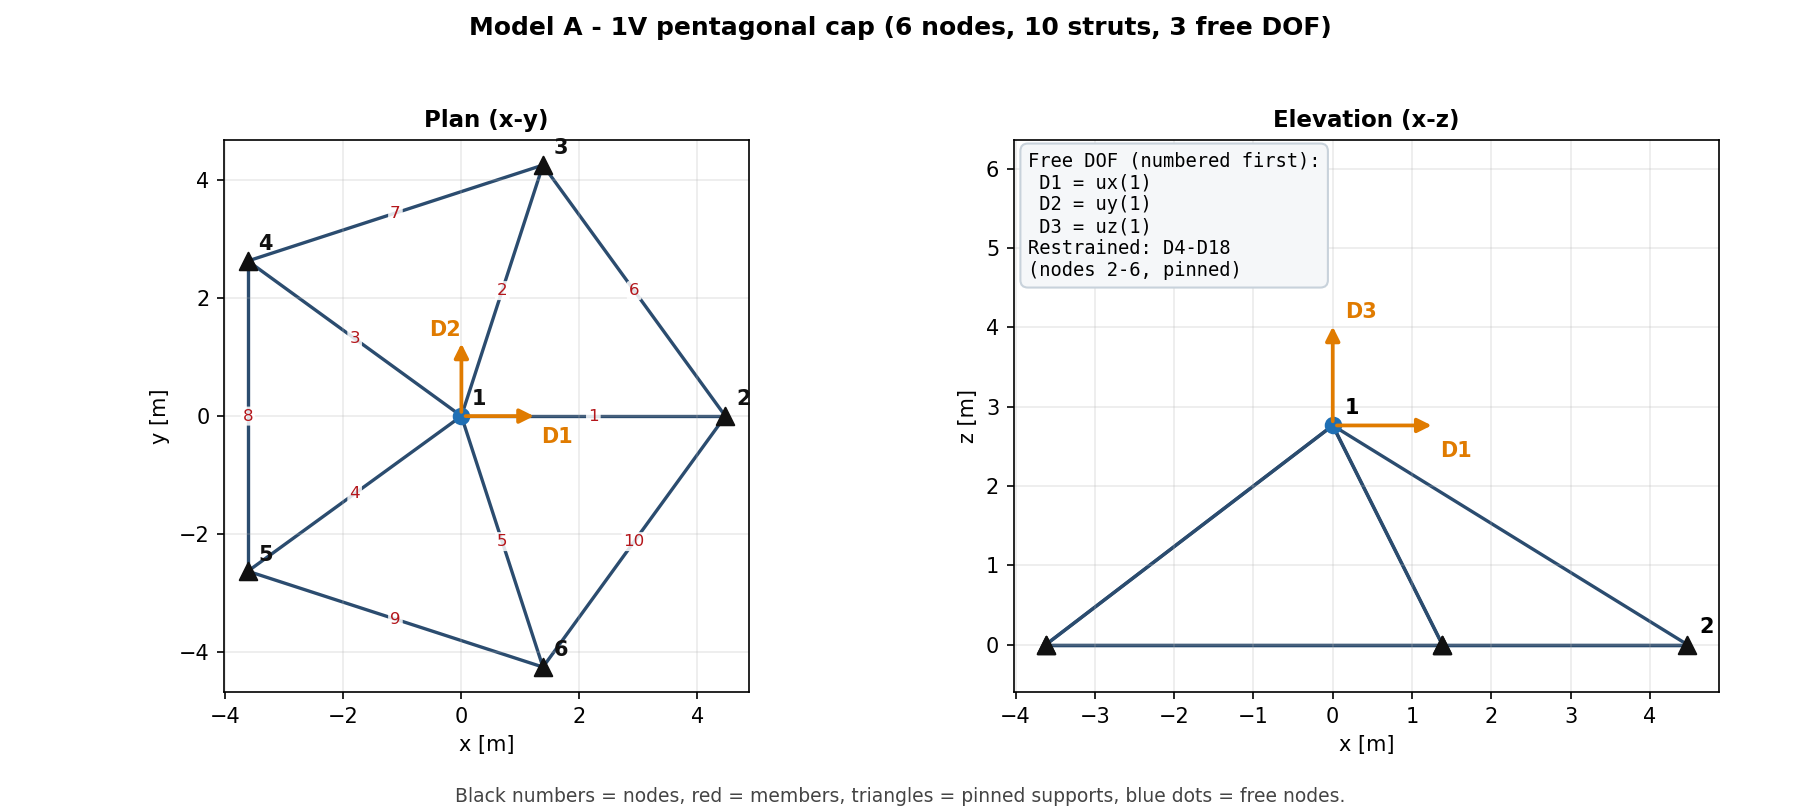 Model A - 1V pentagonal cap (6 nodes, 10 struts, 3 free DOF)
Plan (x-y)
3
4
7
4
2
6
2
3
D2
1
2
0
8
1
D1
y [m]
4
−2
5
10
5
9
6
−4
−4
−2
0
2
4
x [m]
Elevation (x-z)
6
Free DOF (numbered first):
D1 = ux(1)
D2 = uy(1)
D3 = uz(1)
Restrained: D4-D18
(nodes 2-6, pinned)
5
D3
4
3
1
D1
z [m]
2
1
2
0
−4
−3
−2
−1
0
1
2
3
4
x [m]
Black numbers = nodes, red = members, triangles = pinned supports, blue dots = free nodes.